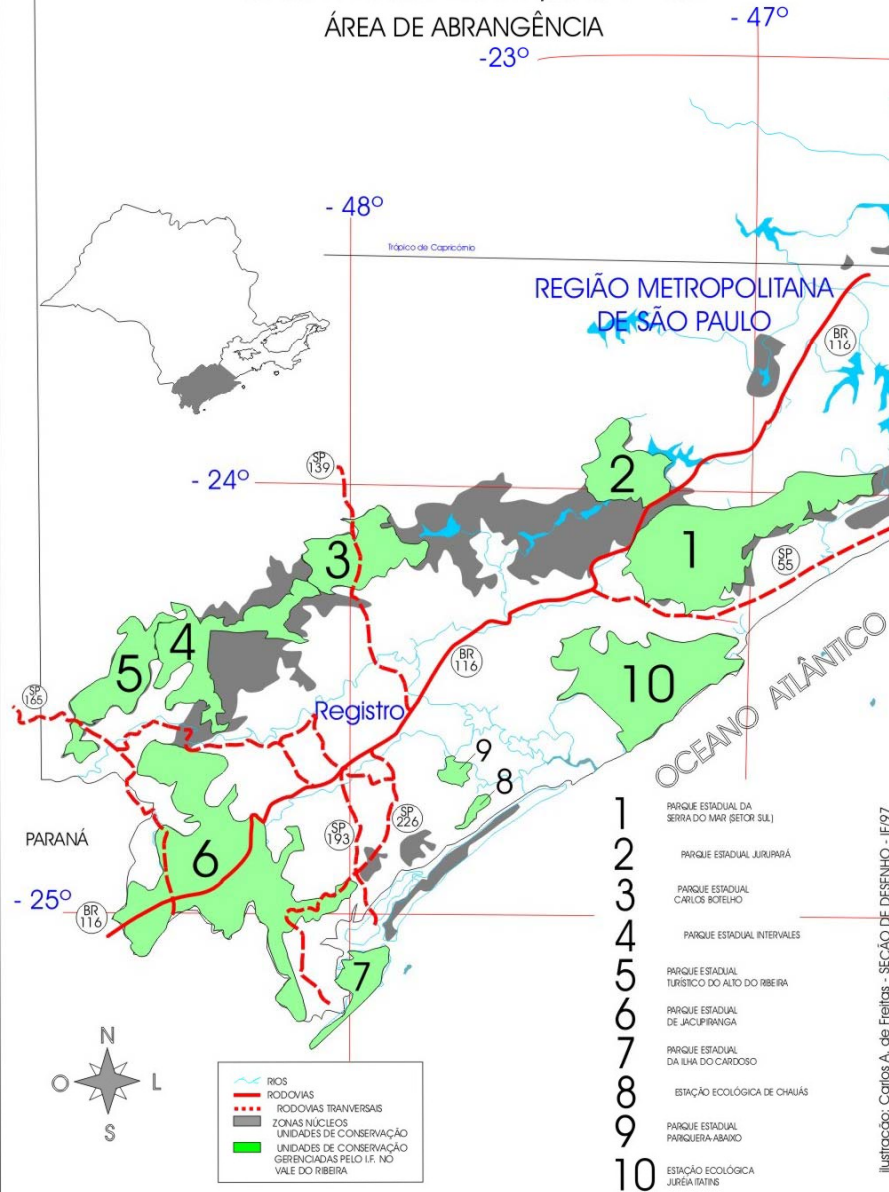 ÁREA DE ABRANGÊNCIA
- 47º
-23º
- 48º
Trópico de Capricórnio
REGIÃO METROPOLITANA
DE SÃO PAULO
BR
116
SP
139
- 24º
2
3
1
SP
55
4
5
SP
165
BR
116
10
Registro
OCEANO ATLÂNTICO
9
8
SP
226
SP
193
PARANÁ
6
- 25º
BR
116
7
1 PARQUE ESTADUAL DA
SERRA DO MAR (SETOR SUL)
2 PARQUE ESTADUAL JURUPARÁ
3 PARQUE ESTADUAL
CARLOS BOTELHO
4 PARQUE ESTADUAL INTERVALES
5 PARQUE ESTADUAL
TURÍSTICO DO ALTO DO RIBEIRA
6 PARQUE ESTADUAL
DE JACUPIRANGA
7 PARQUE ESTADUAL
DA ILHA DO CARDOSO
8 ESTAÇÃO ECOLÓGICA DE CHAUÁS
9 PARQUE ESTADUAL
PARIQUERA-ABAIXO
10 ESTAÇÃO ECOLÓGICA
JURÉIA ITATINS
N
O L
S
RIOS
RODOVIAS
RODOVIAS TRANVERSAIS
ZONAS NÚCLEOS
UNIDADES DE CONSERVAÇÃO
UNIDADES DE CONSERVAÇÃO
GERENCIADAS PELO I.F. NO
VALE DO RIBEIRA
ilustração: Carlos A. de Freitas - SECÃO DE DESENHO - IF/97